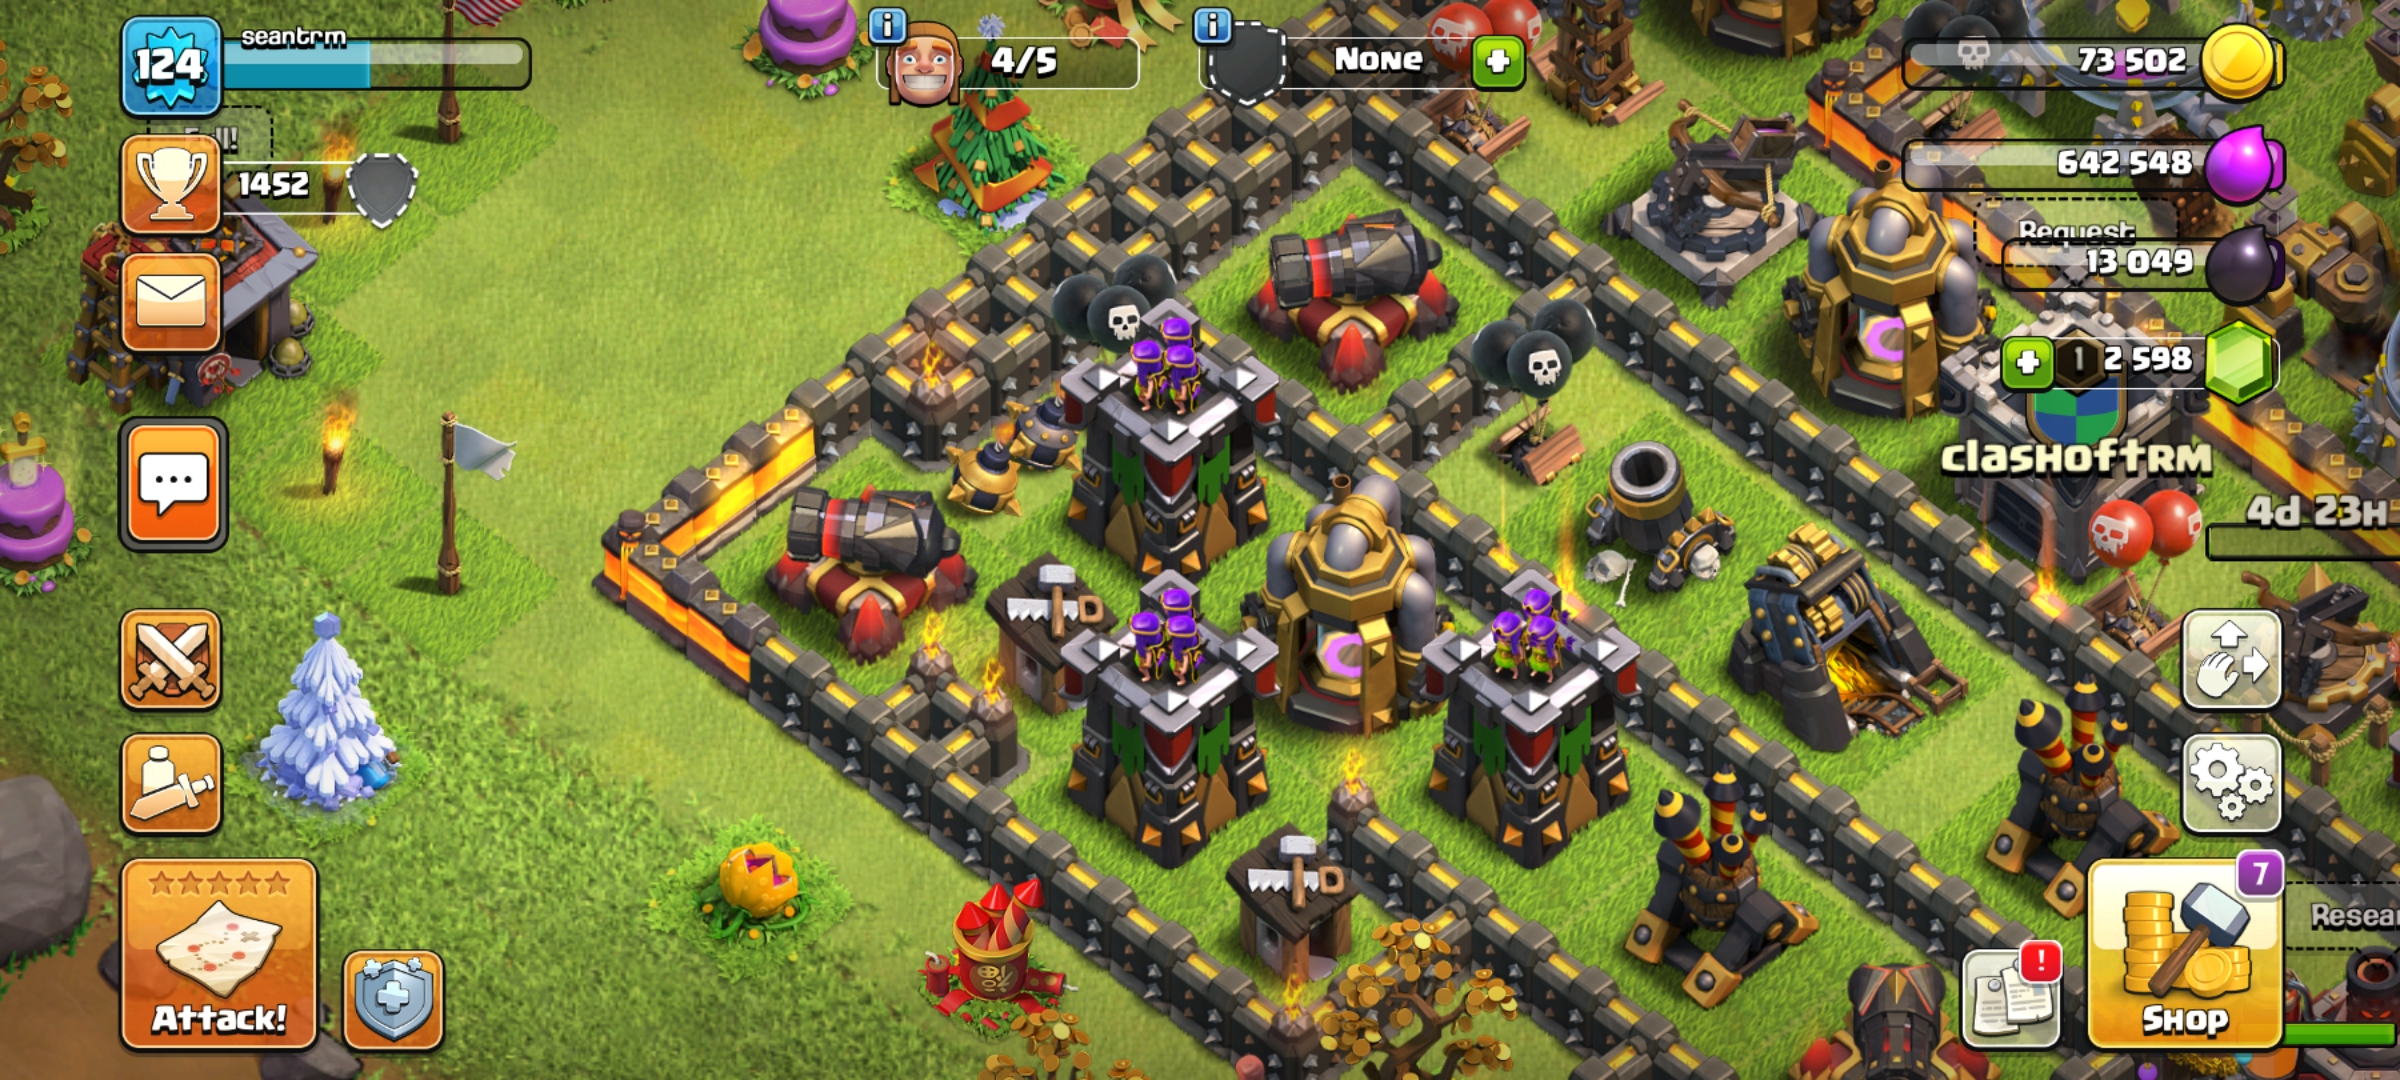 124
seantrm
4/5
None
73 502
1452
642 548
Request
13 049
1
2 598
clashoftrm
4d 23H
7
Attack!
!
Shop